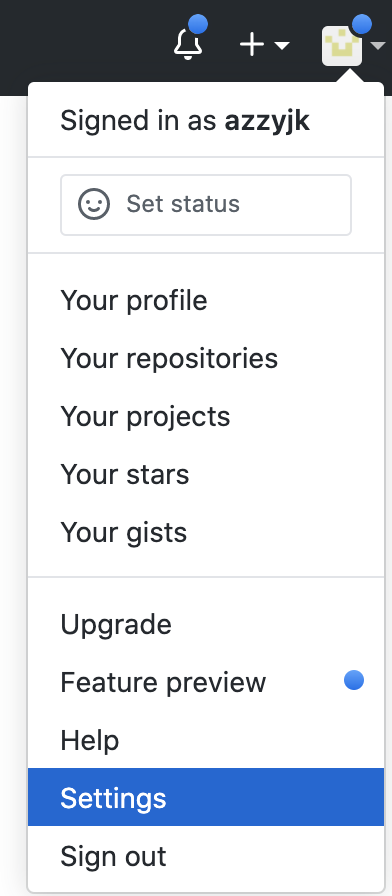 Signed in as azzyjk
Set status
Your profile
Your repositories
Your projects
Your stars
Your gists
Upgrade
Feature preview
Help
Settings
Sign out